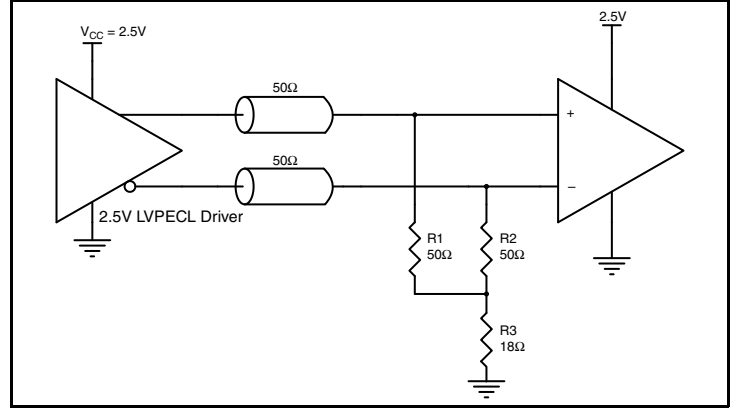 V_CC = 2.5V
2.5V
50Ω
+
50Ω
−
2.5V LVPECL Driver
R1
50Ω
R2
50Ω
R3
18Ω